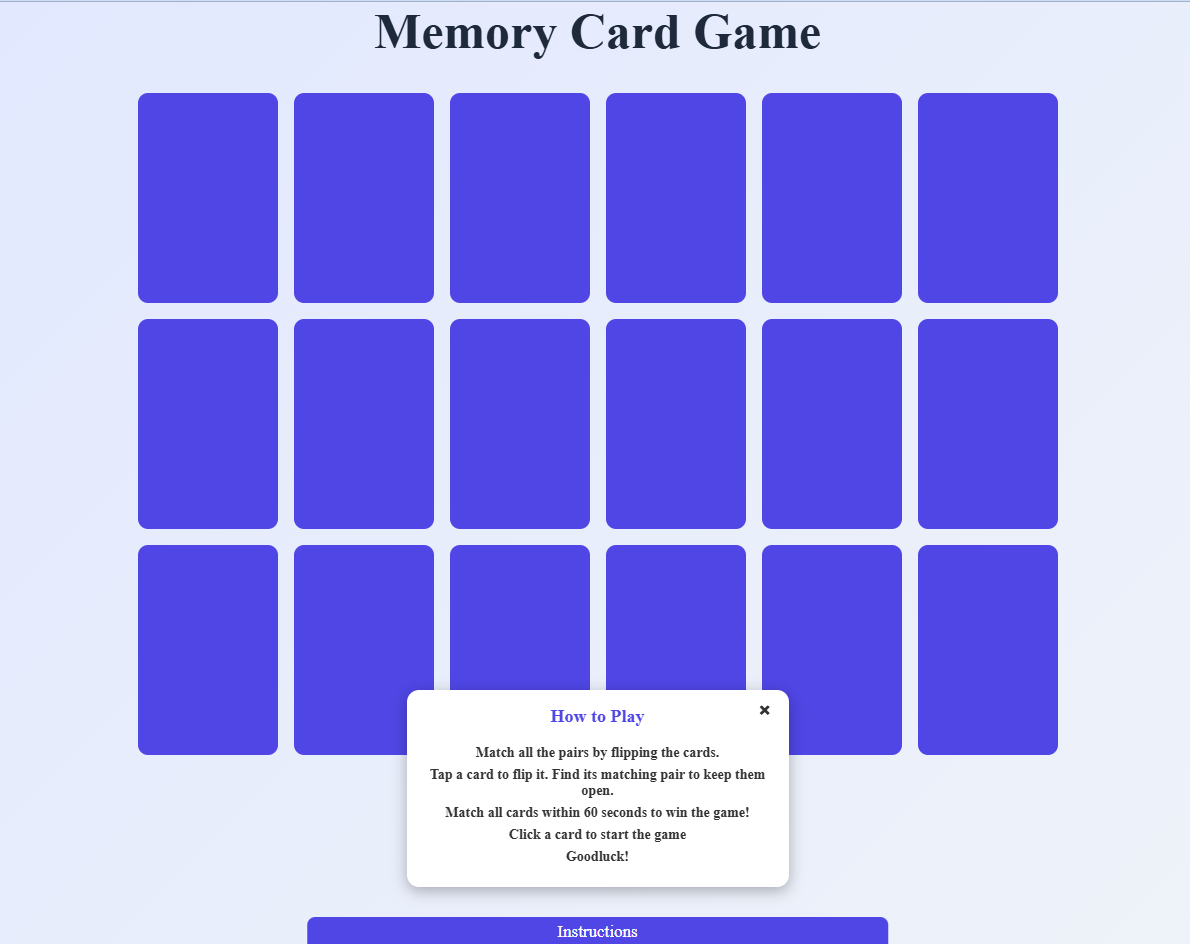 Memory Card Game
How to Play
Match all the pairs by flipping the cards.
Tap a card to flip it. Find its matching pair to keep them
open.
Match all cards within 60 seconds to win the game!
Click a card to start the game
Goodluck!
Instructions